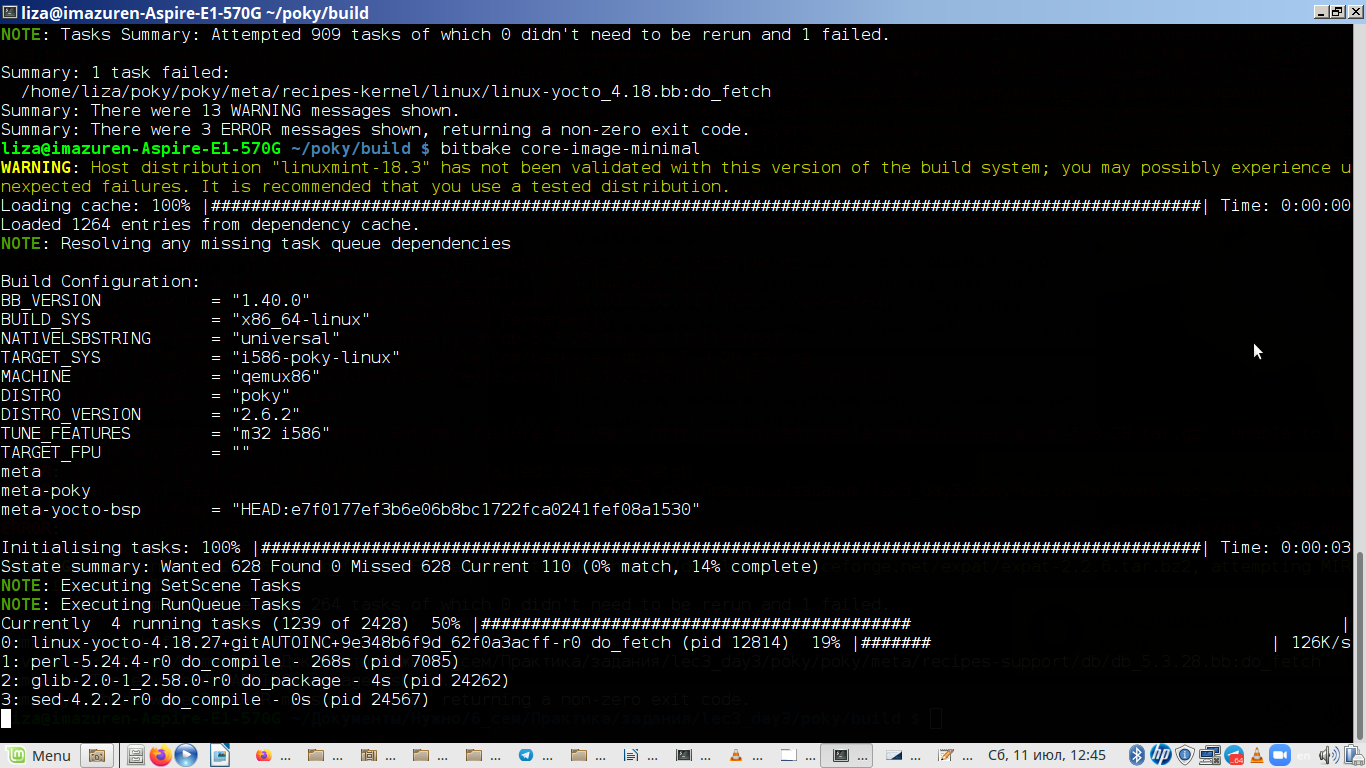 liza@imazuren-Aspire-E1-570G ~/poky/build
NOTE: Tasks Summary: Attempted 909 tasks of which 0 didn't need to be rerun and 1 failed.
Summary: 1 task failed:
  /home/liza/poky/poky/meta/recipes-kernel/linux/linux-yocto_4.18.bb:do_fetch
Summary: There were 13 WARNING messages shown.
Summary: There were 3 ERROR messages shown, returning a non-zero exit code.
liza@imazuren-Aspire-E1-570G ~/poky/build $ bitbake core-image-minimal
WARNING: Host distribution "linuxmint-18.3" has not been validated with this version of the build system; you may possibly experience u
nexpected failures. It is recommended that you use a tested distribution.
Loading cache: 100% |###################################################################################################| Time: 0:00:00
Loaded 1264 entries from dependency cache.
NOTE: Resolving any missing task queue dependencies
Build Configuration:
BB_VERSION           = "1.40.0"
BUILD_SYS            = "x86_64-linux"
NATIVELSBSTRING      = "universal"
TARGET_SYS           = "i586-poky-linux"
MACHINE              = "qemux86"
DISTRO               = "poky"
DISTRO_VERSION       = "2.6.2"
TUNE_FEATURES        = "m32 i586"
TARGET_FPU           = ""
meta
meta-poky
meta-yocto-bsp       = "HEAD:e7f0177ef3b6e06b8bc1722fca0241fef08a1530"
Initialising tasks: 100% |##############################################################################################| Time: 0:00:03
Sstate summary: Wanted 628 Found 0 Missed 628 Current 110 (0% match, 14% complete)
NOTE: Executing SetScene Tasks
NOTE: Executing RunQueue Tasks
Currently  4 running tasks (1239 of 2428)  50% |###########################################                                           |
0: linux-yocto-4.18.27+gitAUTOINC+9e348b6f9d_62f0a3acff-r0 do_fetch (pid 12814)  19% |#######                                  | 126K/s
1: perl-5.24.4-r0 do_compile - 268s (pid 7085)
2: glib-2.0-1_2.58.0-r0 do_package - 4s (pid 24262)
3: sed-4.2.2-r0 do_compile - 0s (pid 24567)
Menu ... ... ... ... ... ... ... ... ... ... ... ... ... ... Сб, 11 июл, 12:45 hp 64 en